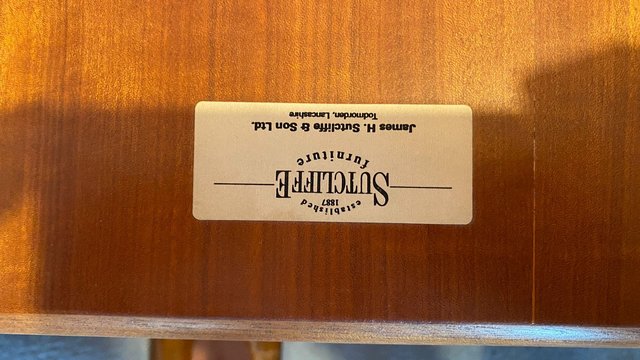 established
1887
SUTCLIFFE
furniture
James H. Sutcliffe & Son Ltd.
Todmorden, Lancashire